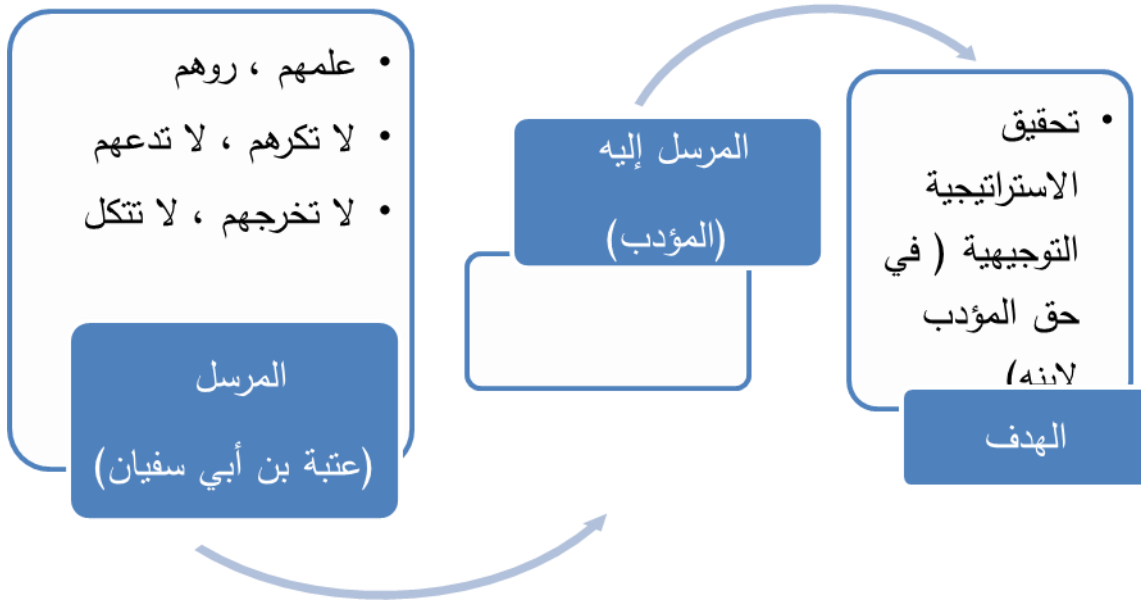 • علمهم ، روهم
• لا تكرهم ، لا تدعهم
• لا تخرجهم ، لا تتكل
المرسل
(عتبة بن أبي سفيان)
المرسل إليه
(المؤدب)
• تحقيق
الاستراتيجية
التوجيهية ( في
حق المؤدب
لابنه)
الهدف